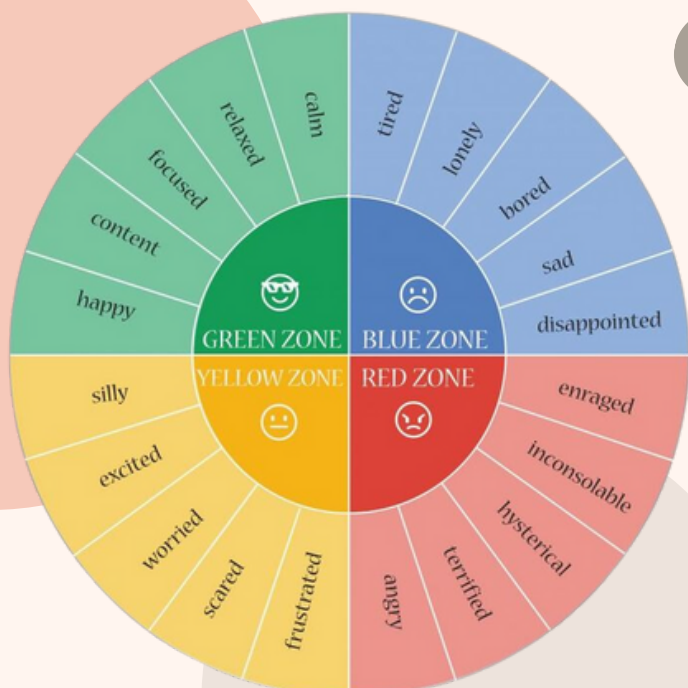 calm
relaxed
focused
content
happy
tired
lonely
bored
sad
disappointed
GREEN ZONE
BLUE ZONE
YELLOW ZONE
RED ZONE
silly
excited
worried
scared
frustrated
enraged
inconsolable
hysterical
terrified
angry